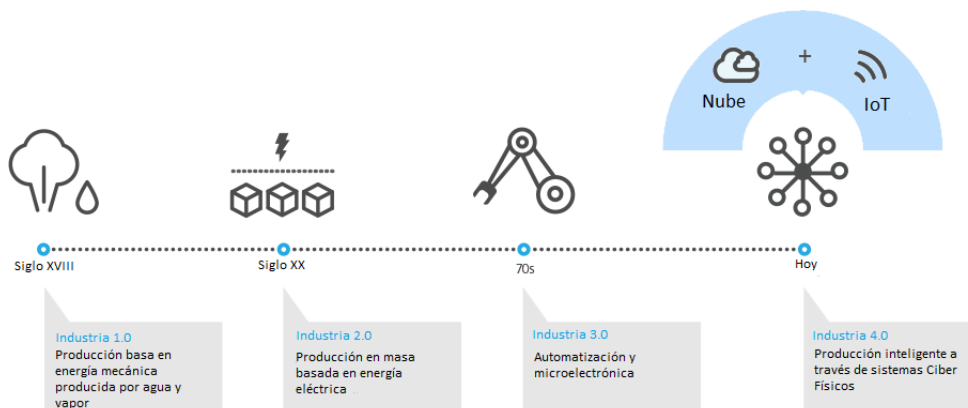 +
Nube
IoT
Siglo XVIII
Siglo XX
70s
Hoy
Industria 1.0
Producción basa en
energía mecánica
producida por agua y
vapor
Industria 2.0
Producción en masa
basada en energía
eléctrica
Industria 3.0
Automatización y
microelectrónica
Industria 4.0
Producción inteligente a
través de sistemas Ciber
Físicos